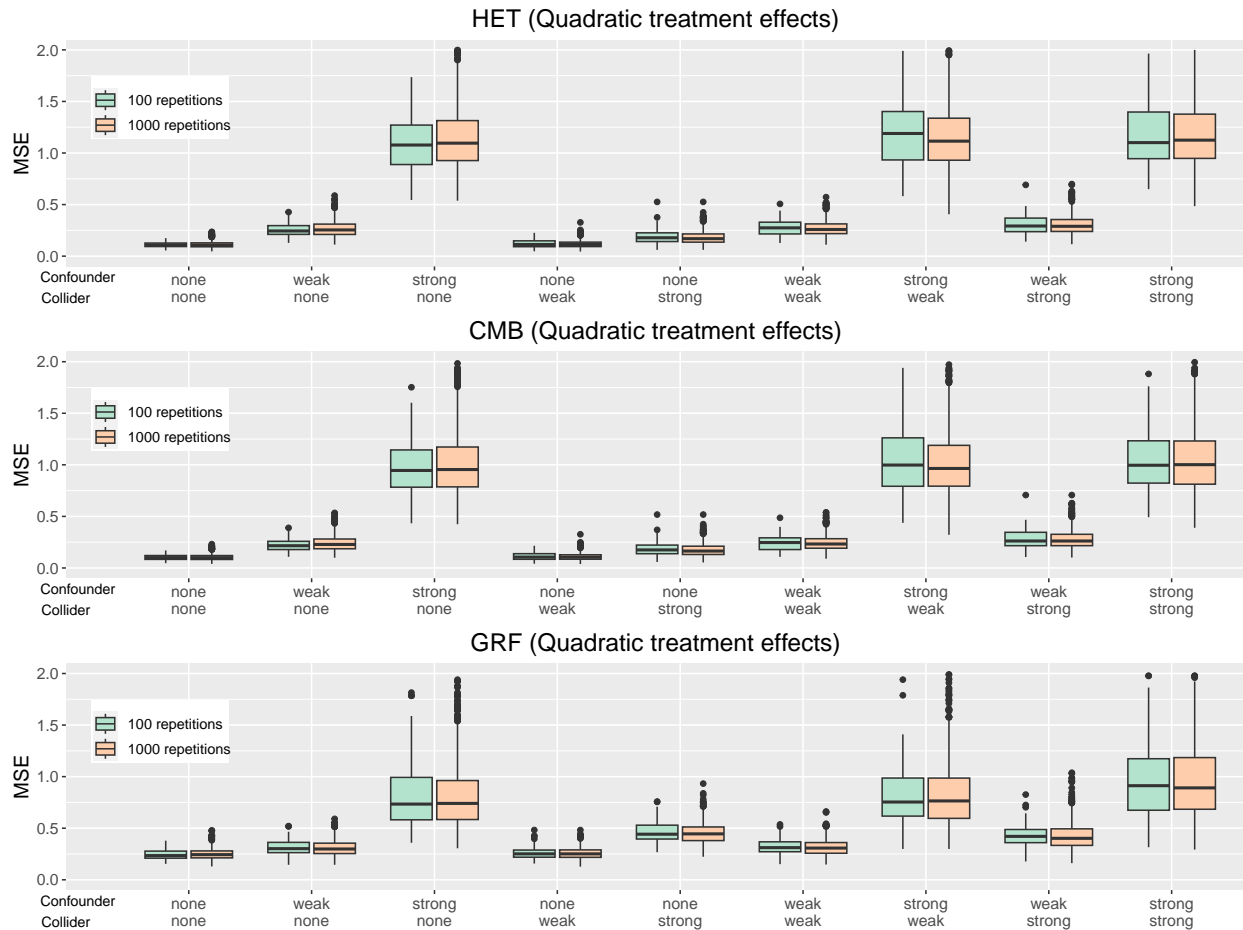 HET (Quadratic treatment effects)
2.0
1.5
1.0
0.5
0.0
MSE
100 repetitions
1000 repetitions
Confounder none weak strong none none weak strong weak strong
Collider none none none weak strong weak weak strong strong
CMB (Quadratic treatment effects)
2.0
1.5
1.0
0.5
0.0
MSE
100 repetitions
1000 repetitions
Confounder none weak strong none none weak strong weak strong
Collider none none none weak strong weak weak strong strong
GRF (Quadratic treatment effects)
2.0
1.5
1.0
0.5
0.0
MSE
100 repetitions
1000 repetitions
Confounder none weak strong none none weak strong weak strong
Collider none none none weak strong weak weak strong strong